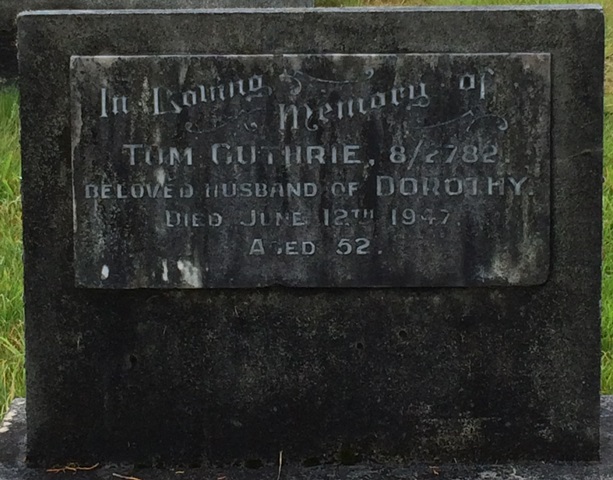 In Loving
Memory of
TOM GUTHRIE, 8/2782.
BELOVED HUSBAND OF DOROTHY.
DIED JUNE 12TH 1947.
AGED 52.